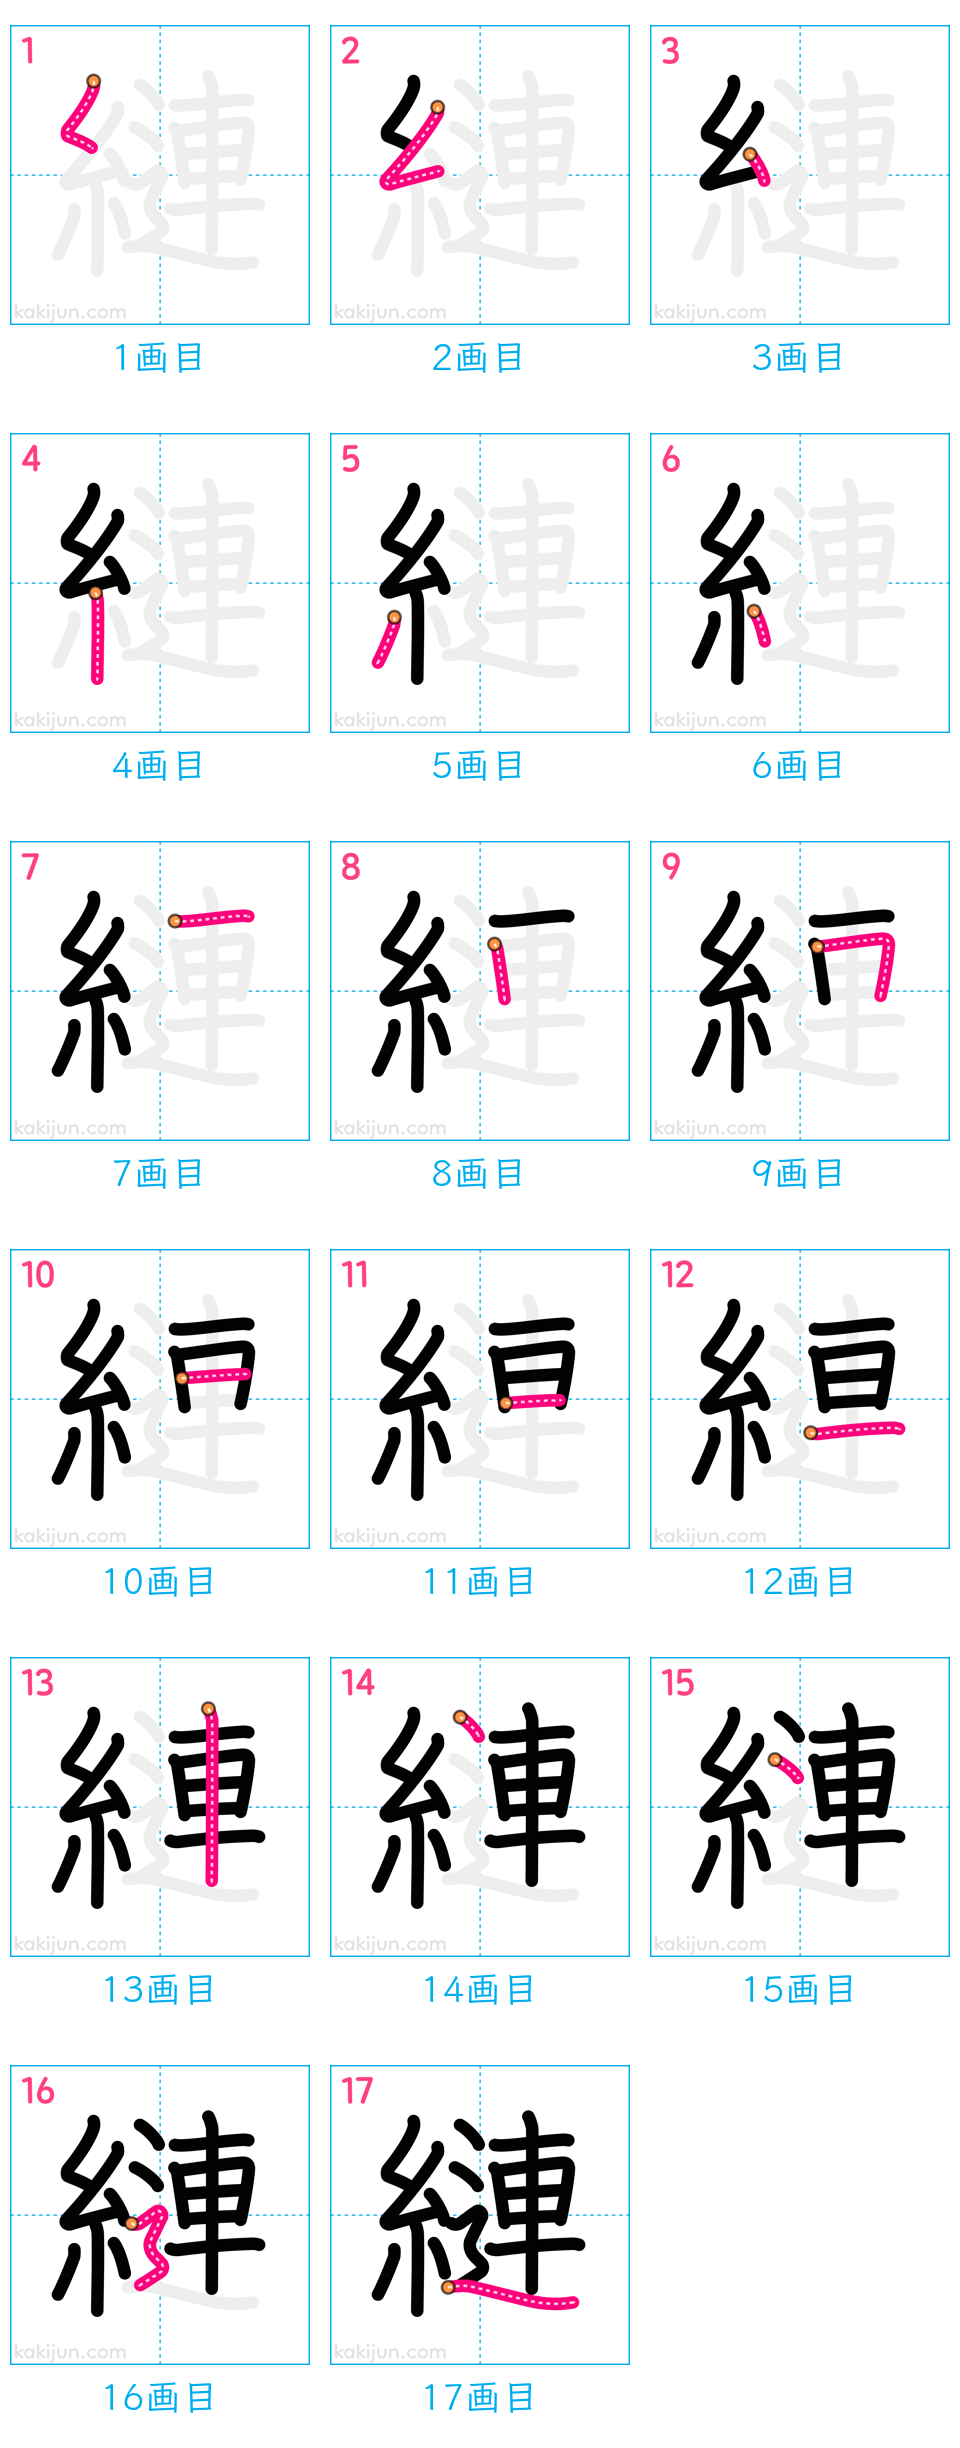 1 2 3
kakijun.com kakijun.com kakijun.com
1画目 2画目 3画目
4 5 6
kakijun.com kakijun.com kakijun.com
4画目 5画目 6画目
7 8 9
kakijun.com kakijun.com kakijun.com
7画目 8画目 9画目
10 11 12
kakijun.com kakijun.com kakijun.com
10画目 11画目 12画目
13 14 15
kakijun.com kakijun.com kakijun.com
13画目 14画目 15画目
16 17
縺 縺
kakijun.com kakijun.com
16画目 17画目